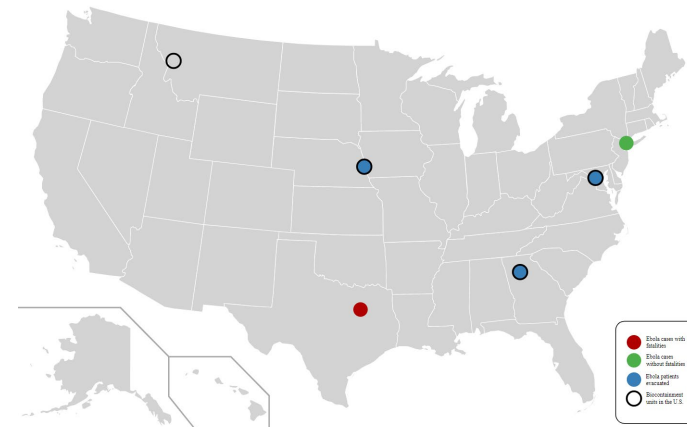 Ebola cases with
fatalities
Ebola cases
without fatalities
Ebola patients
evacuated
Biocontainment
units in the U.S.